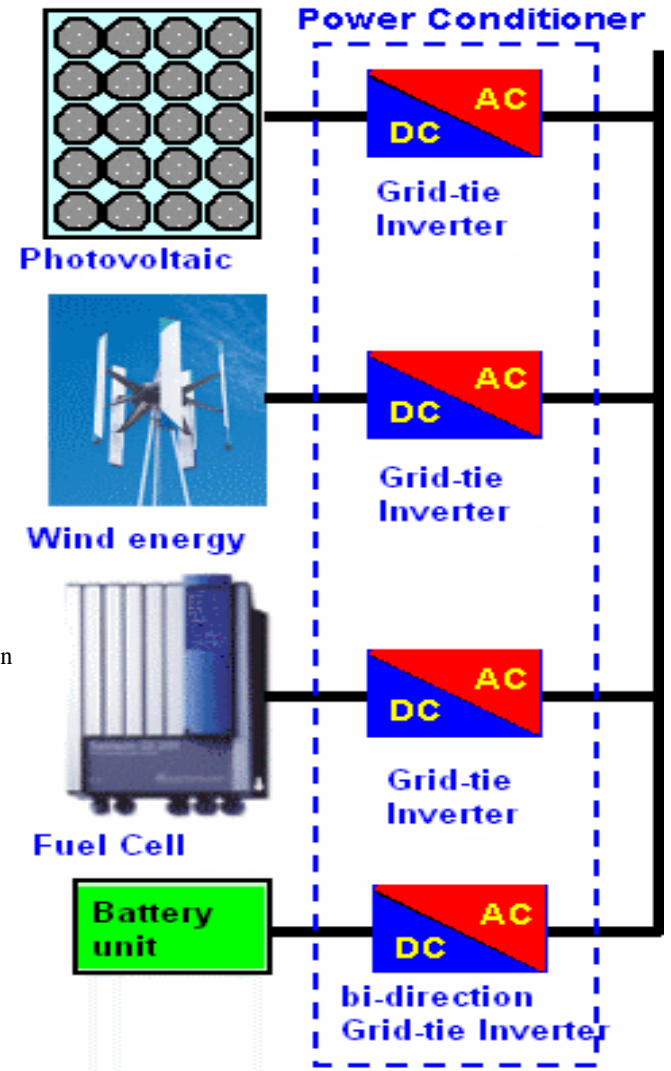 Power Conditioner
AC
DC
Grid-tie
Inverter
Photovoltaic
AC
DC
Grid-tie
Inverter
Wind energy
n
AC
DC
Grid-tie
Inverter
Fuel Cell
Battery
unit
AC
DC
bi-direction
Grid-tie Inverter